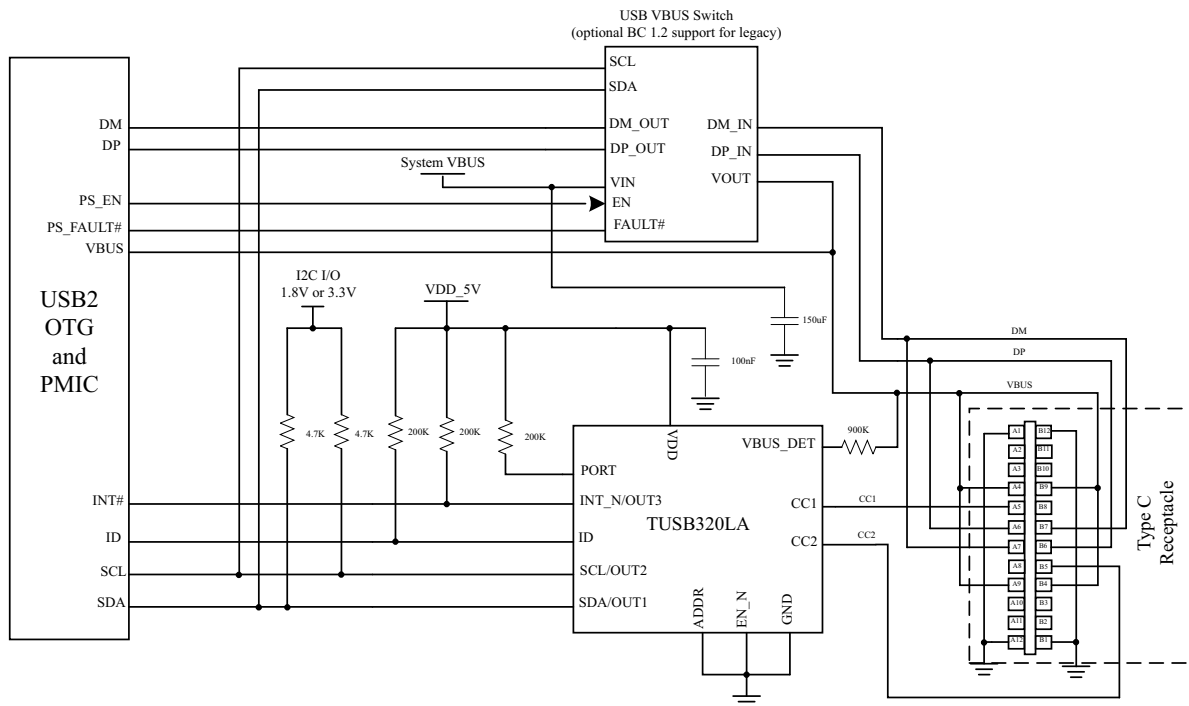 USB VBUS Switch
(optional BC 1.2 support for legacy)
SCL
SDA
DM
DP
DM_OUT
DP_OUT
DM_IN
DP_IN
VOUT
System VBUS
VIN
PS_EN
EN
PS_FAULT#
FAULT#
VBUS
USB2
OTG
and
PMIC
I2C I/O
1.8V or 3.3V
VDD_5V
150uF
100nF
DM
DP
VBUS
4.7K
4.7K
200K
200K
200K
900K
VDD
VBUS_DET
PORT
INT#
INT_N/OUT3
CC1
CC1
TUSB320LA
ID
ID
CC2
CC2
SCL
SCL/OUT2
SDA
SDA/OUT1
ADDR
EN_N
GND
A1
B12
A2
B11
A3
B10
A4
B9
A5
B8
A6
B7
A7
B6
A8
B5
A9
B4
A10
B3
A11
B2
A12
B1
Type C
Receptacle